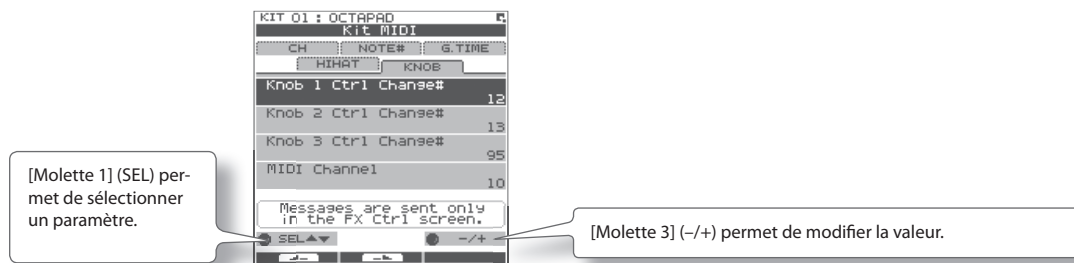 KIT 01 : OCTAPAD
Kit MIDI
CH NOTE# G.TIME
HIHAT KNOB
Knob 1 Ctrl Change#
12
Knob 2 Ctrl Change#
13
Knob 3 Ctrl Change#
95
MIDI Channel
10
Messages are sent only
in the FX Ctrl screen.
SEL▲▼ −/+
[Molette 1] (SEL) per-
met de sélectionner
un paramètre.
[Molette 3] (−/+) permet de modifier la valeur.